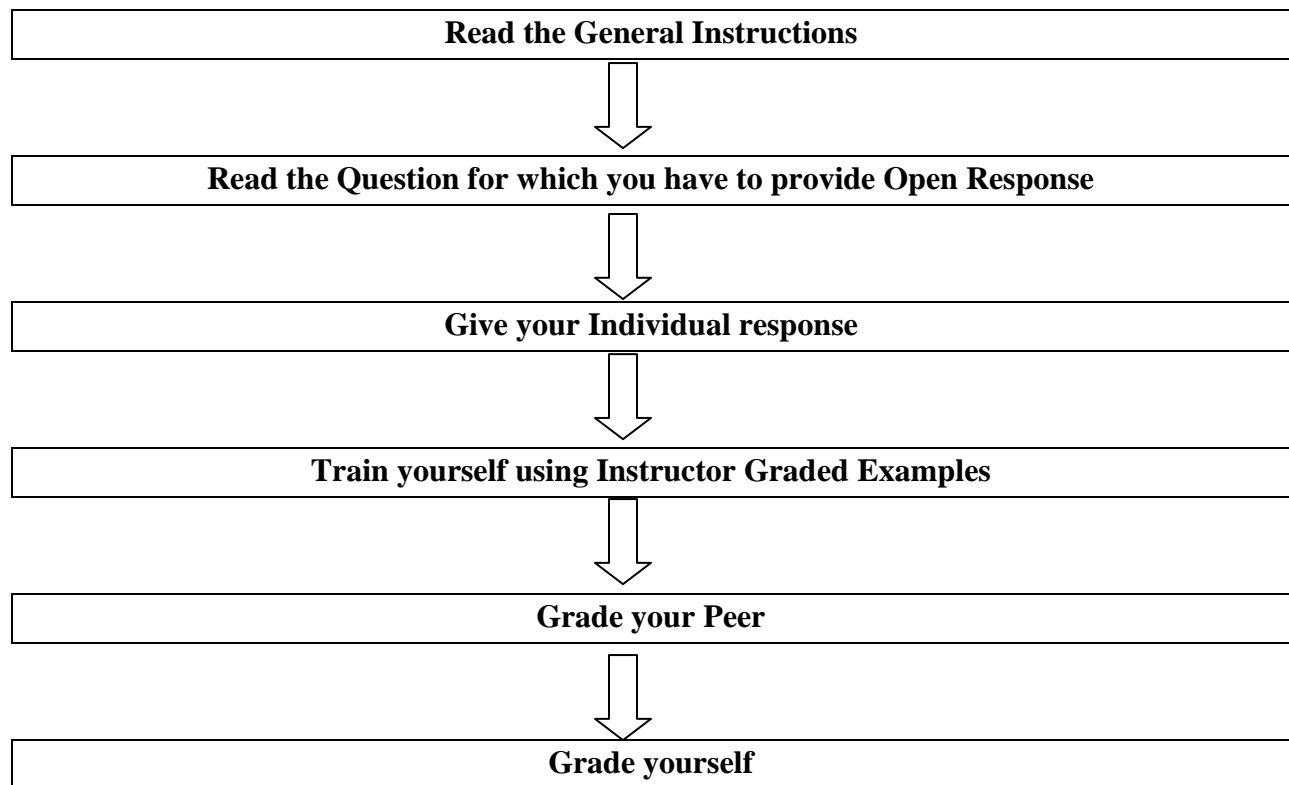 Read the General Instructions
Read the Question for which you have to provide Open Response
Give your Individual response
Train yourself using Instructor Graded Examples
Grade your Peer
Grade yourself